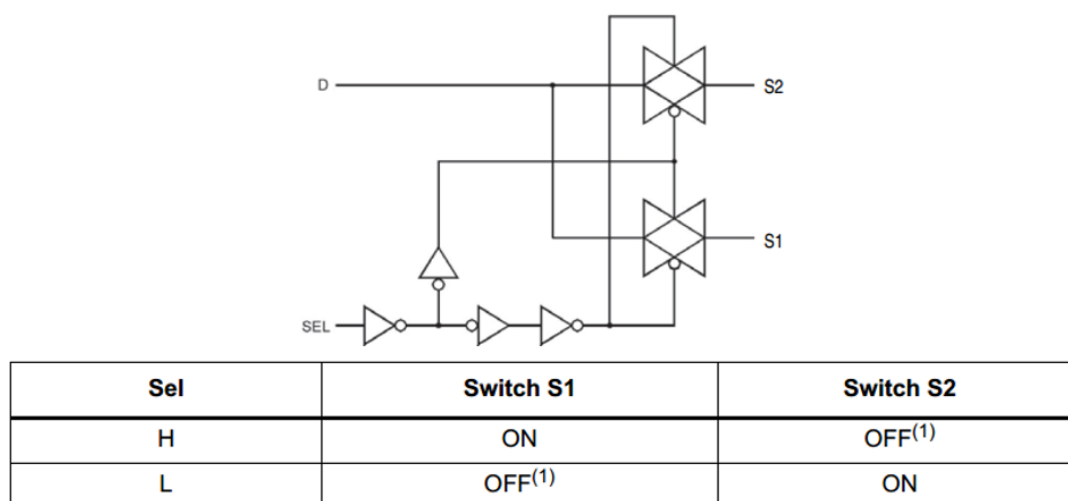 D
S2
S1
SEL
Sel Switch S1 Switch S2
H ON OFF(1)
L OFF(1) ON